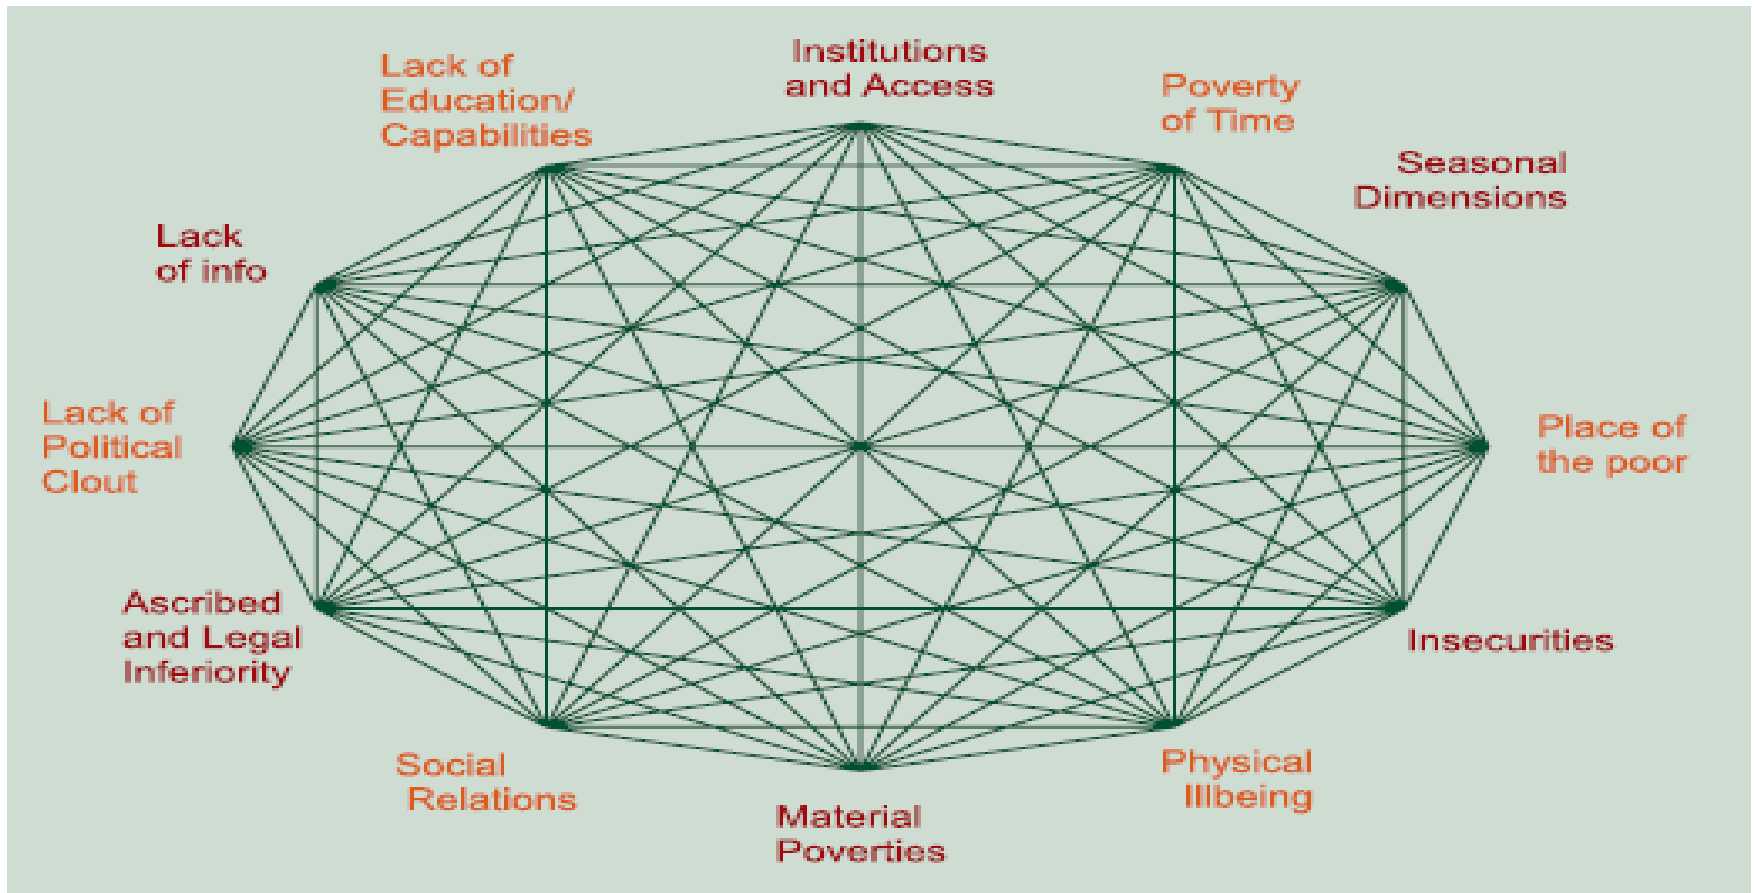 Institutions
and Access
Lack of
Education/
Capabilities
Poverty
of Time
Seasonal
Dimensions
Lack
of info
Lack of
Political
Clout
Place of
the poor
Ascribed
and Legal
Inferiority
Insecurities
Social
Relations
Physical
Illbeing
Material
Poverties